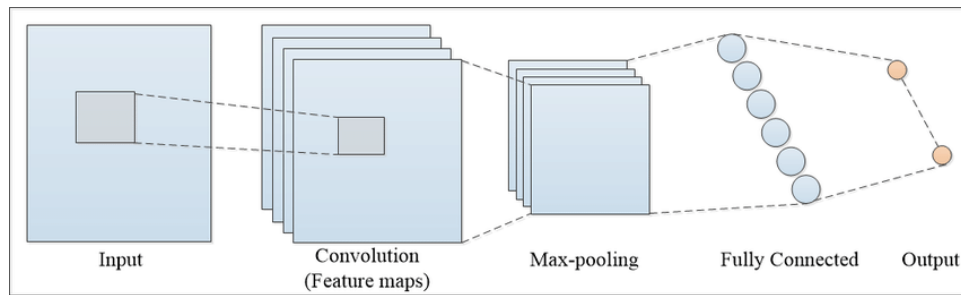 Input
Convolution
(Feature maps)
Max-pooling
Fully Connected
Output